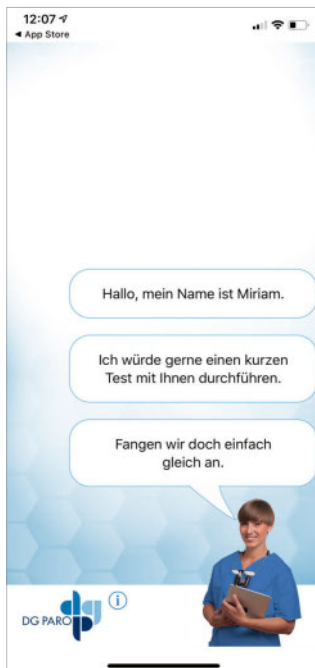 12:07
◀ App Store
Hallo, mein Name ist Miriam.
Ich würde gerne einen kurzen
Test mit Ihnen durchführen.
Fangen wir doch einfach
gleich an.
dg
p
DG PARO
i